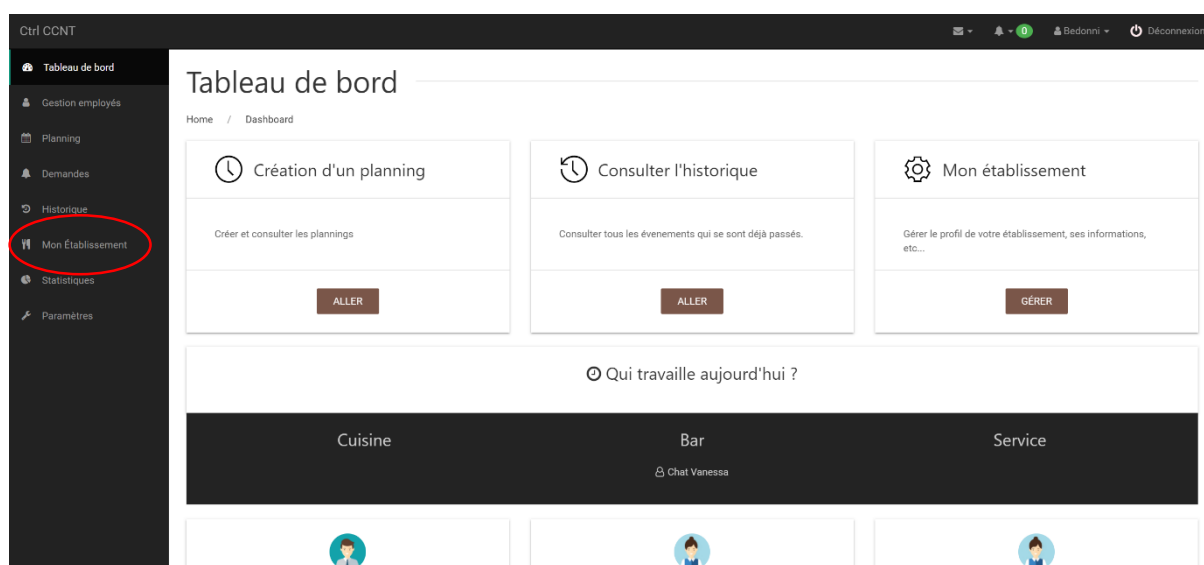 Ctrl CCNT
0
Bedonni
Déconnexion
Tableau de bord
Gestion employés
Planning
Demandes
Historique
Mon Établissement
Statistiques
Paramètres
Tableau de bord
Home / Dashboard
Création d'un planning
Créer et consulter les plannings
ALLER
Consulter l'historique
Consulter tous les évenements qui se sont déjà passés.
ALLER
Mon établissement
Gérer le profil de votre établissement, ses informations,
etc...
GÉRER
Qui travaille aujourd'hui ?
Cuisine
Bar
Chat Vanessa
Service